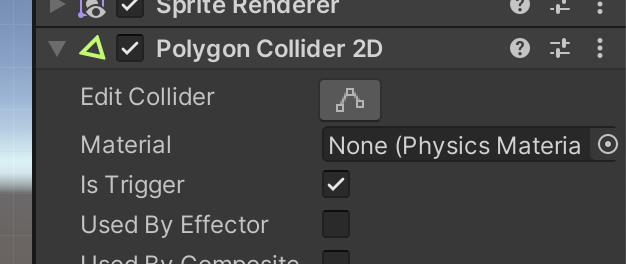 Sprite Renderer
Polygon Collider 2D
Edit Collider
Material None (Physics Materia
Is Trigger
Used By Effector
Used By Composite